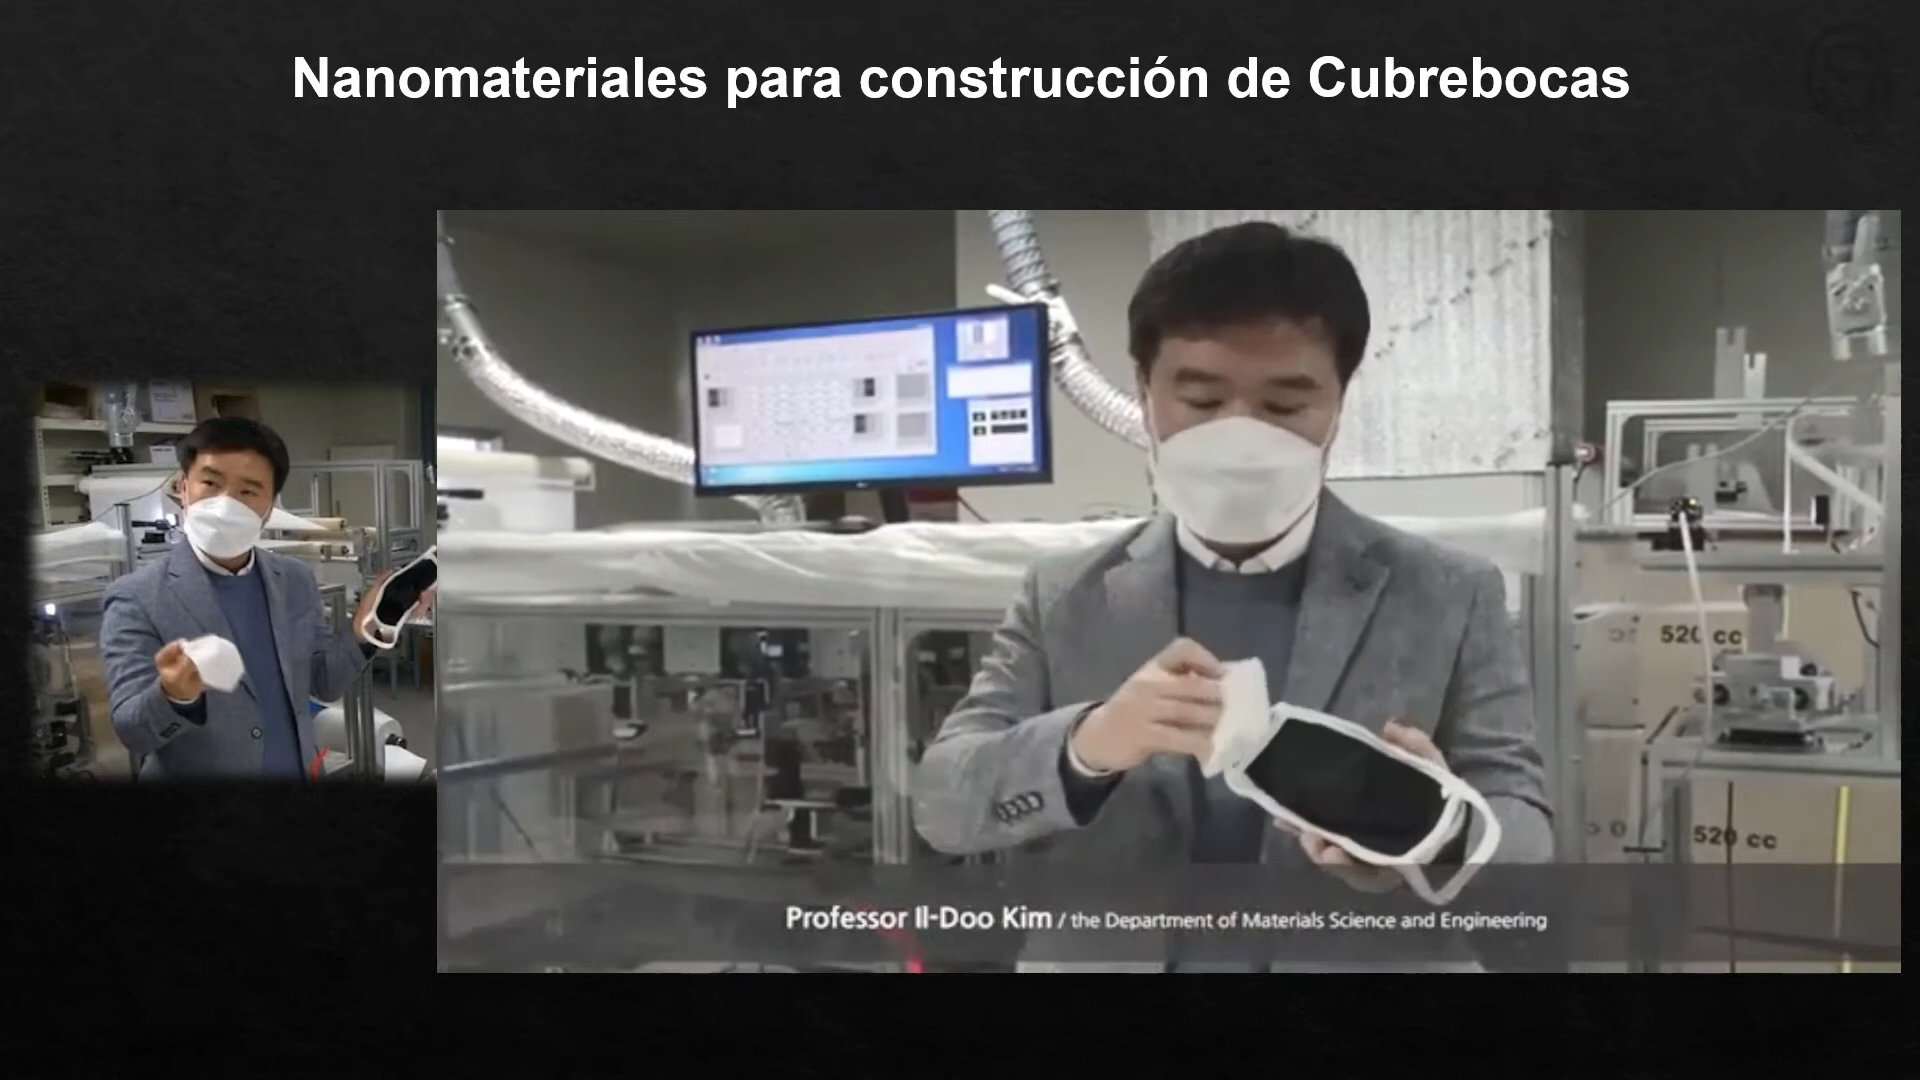 Nanomateriales para construcción de Cubrebocas
520 cc
520 cc
Professor Il-Doo Kim / the Department of Materials Science and Engineering